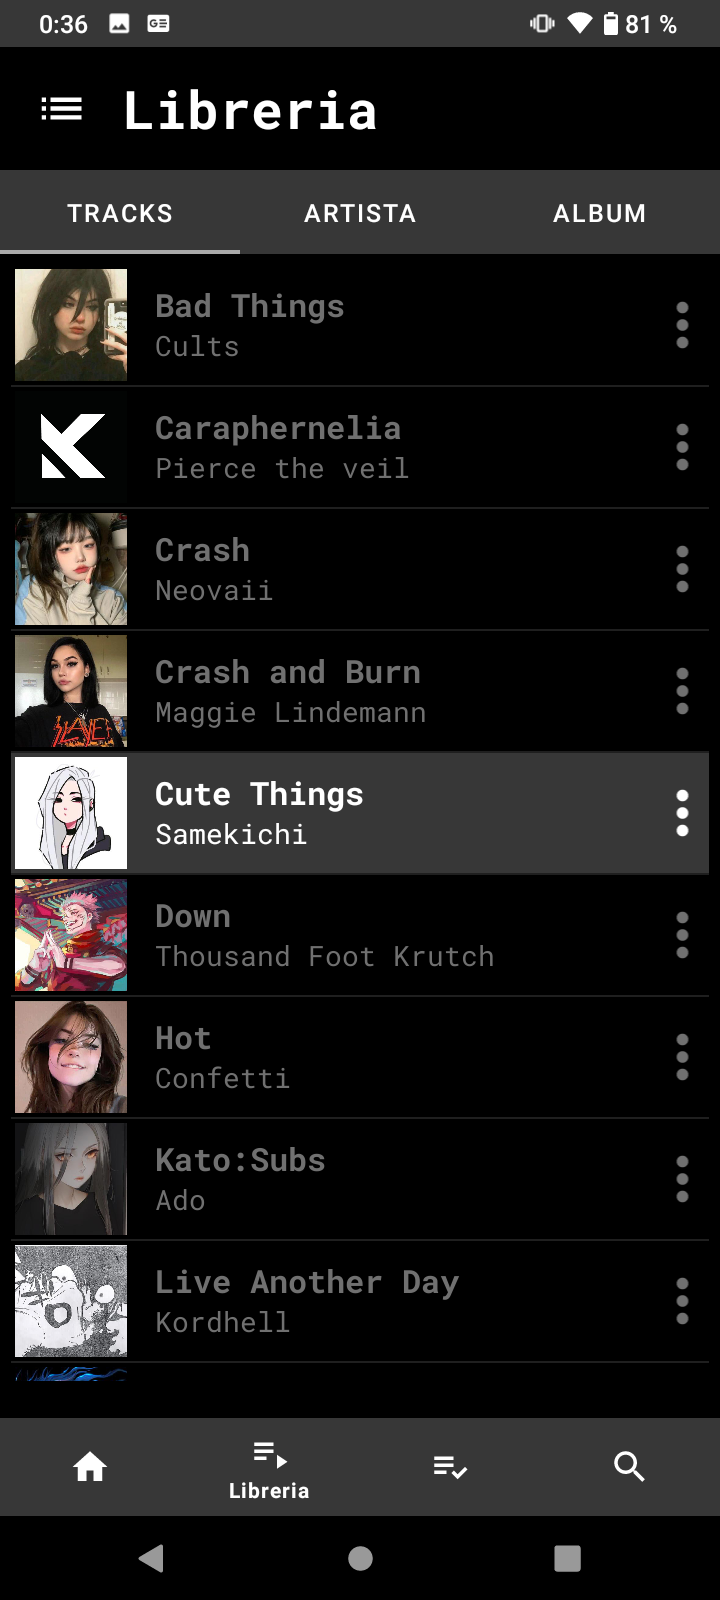 0:36
81 %
Libreria
TRACKS
ARTISTA
ALBUM
Bad Things
Cults
Caraphernelia
Pierce the veil
Crash
Neovaii
Crash and Burn
Maggie Lindemann
SLAYER
Cute Things
Samekichi
Down
Thousand Foot Krutch
Hot
Confetti
Kato:Subs
Ado
Live Another Day
Kordhell
Libreria